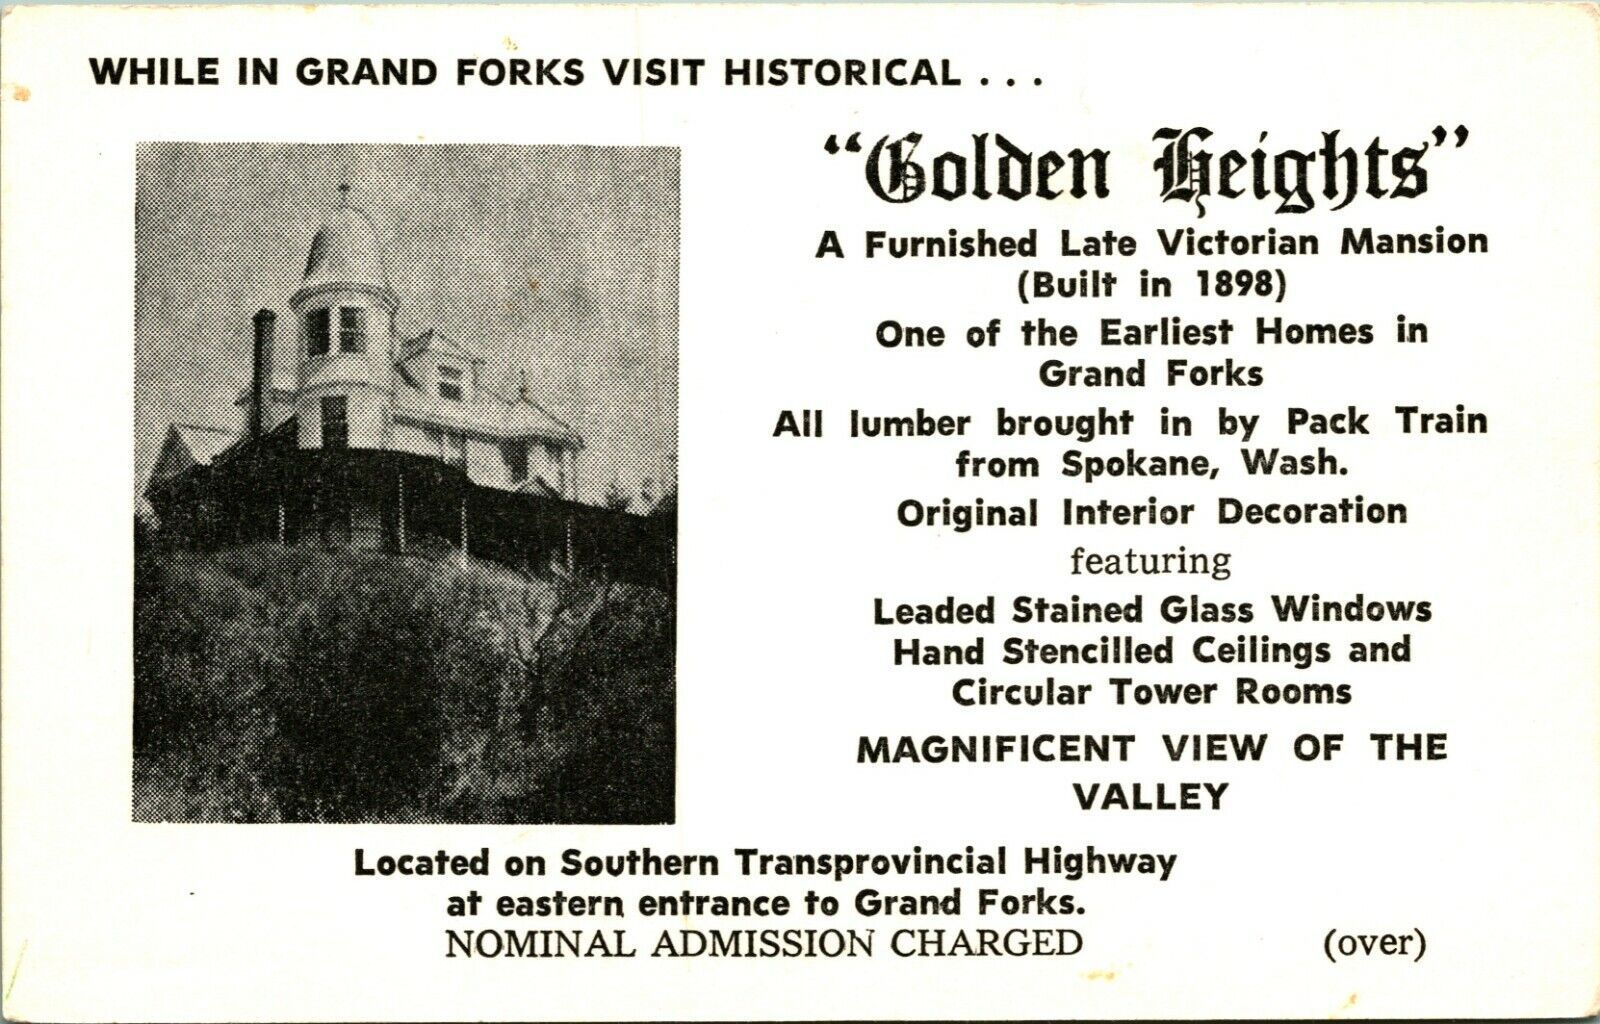 WHILE IN GRAND FORKS VISIT HISTORICAL . . .
“Golden Heights”
A Furnished Late Victorian Mansion
(Built in 1898)
One of the Earliest Homes in
Grand Forks
All lumber brought in by Pack Train
from Spokane, Wash.
Original Interior Decoration
featuring
Leaded Stained Glass Windows
Hand Stencilled Ceilings and
Circular Tower Rooms
MAGNIFICENT VIEW OF THE
VALLEY
Located on Southern Transprovincial Highway
at eastern entrance to Grand Forks.
NOMINAL ADMISSION CHARGED (over)